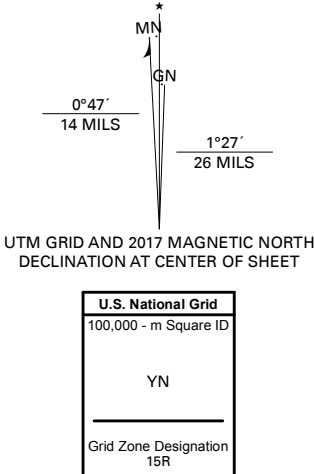 ★
MN
GN
0°47´
14 MILS
1°27´
26 MILS
UTM GRID AND 2017 MAGNETIC NORTH
DECLINATION AT CENTER OF SHEET
U.S. National Grid
100,000 - m Square ID
YN
Grid Zone Designation
15R